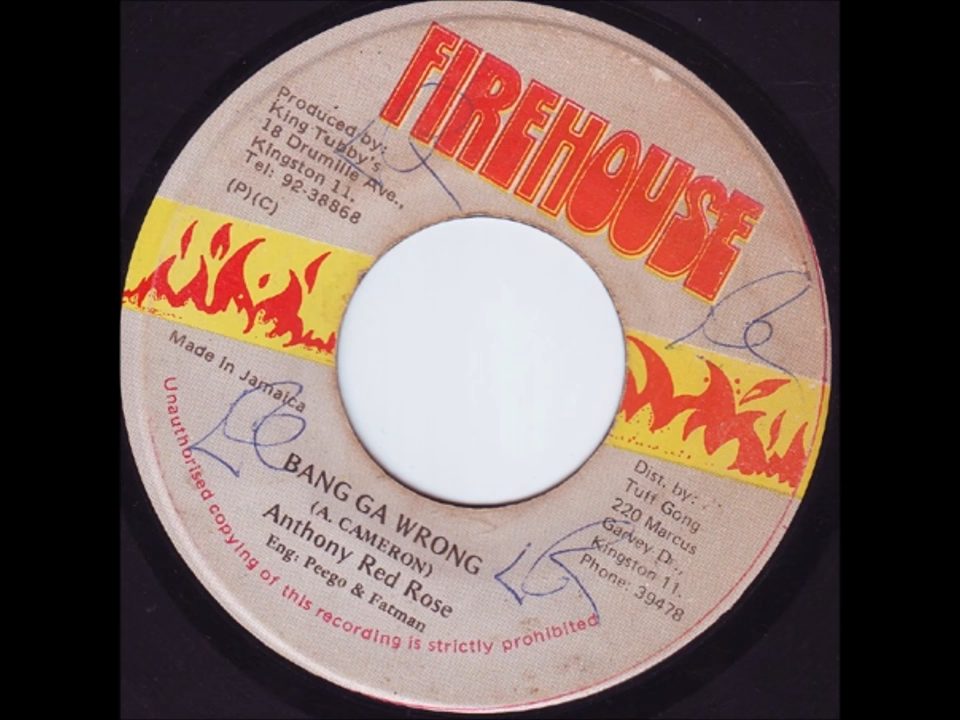 FIREHOUSE
Produced by:
King Tubby's
18 Drumille Ave.,
Kingston 11.
Tel: 92-38868
(P)(C)
Made In Jamaica
BANG GA WRONG
(A. CAMERON)
Anthony Red Rose
Eng: Peego & Fatman
Dist. by:
Tuff Gong
220 Marcus
Garvey Dr.,
Kingston 11.
Phone: 39478
Unauthorised copying of this recording is strictly prohibited